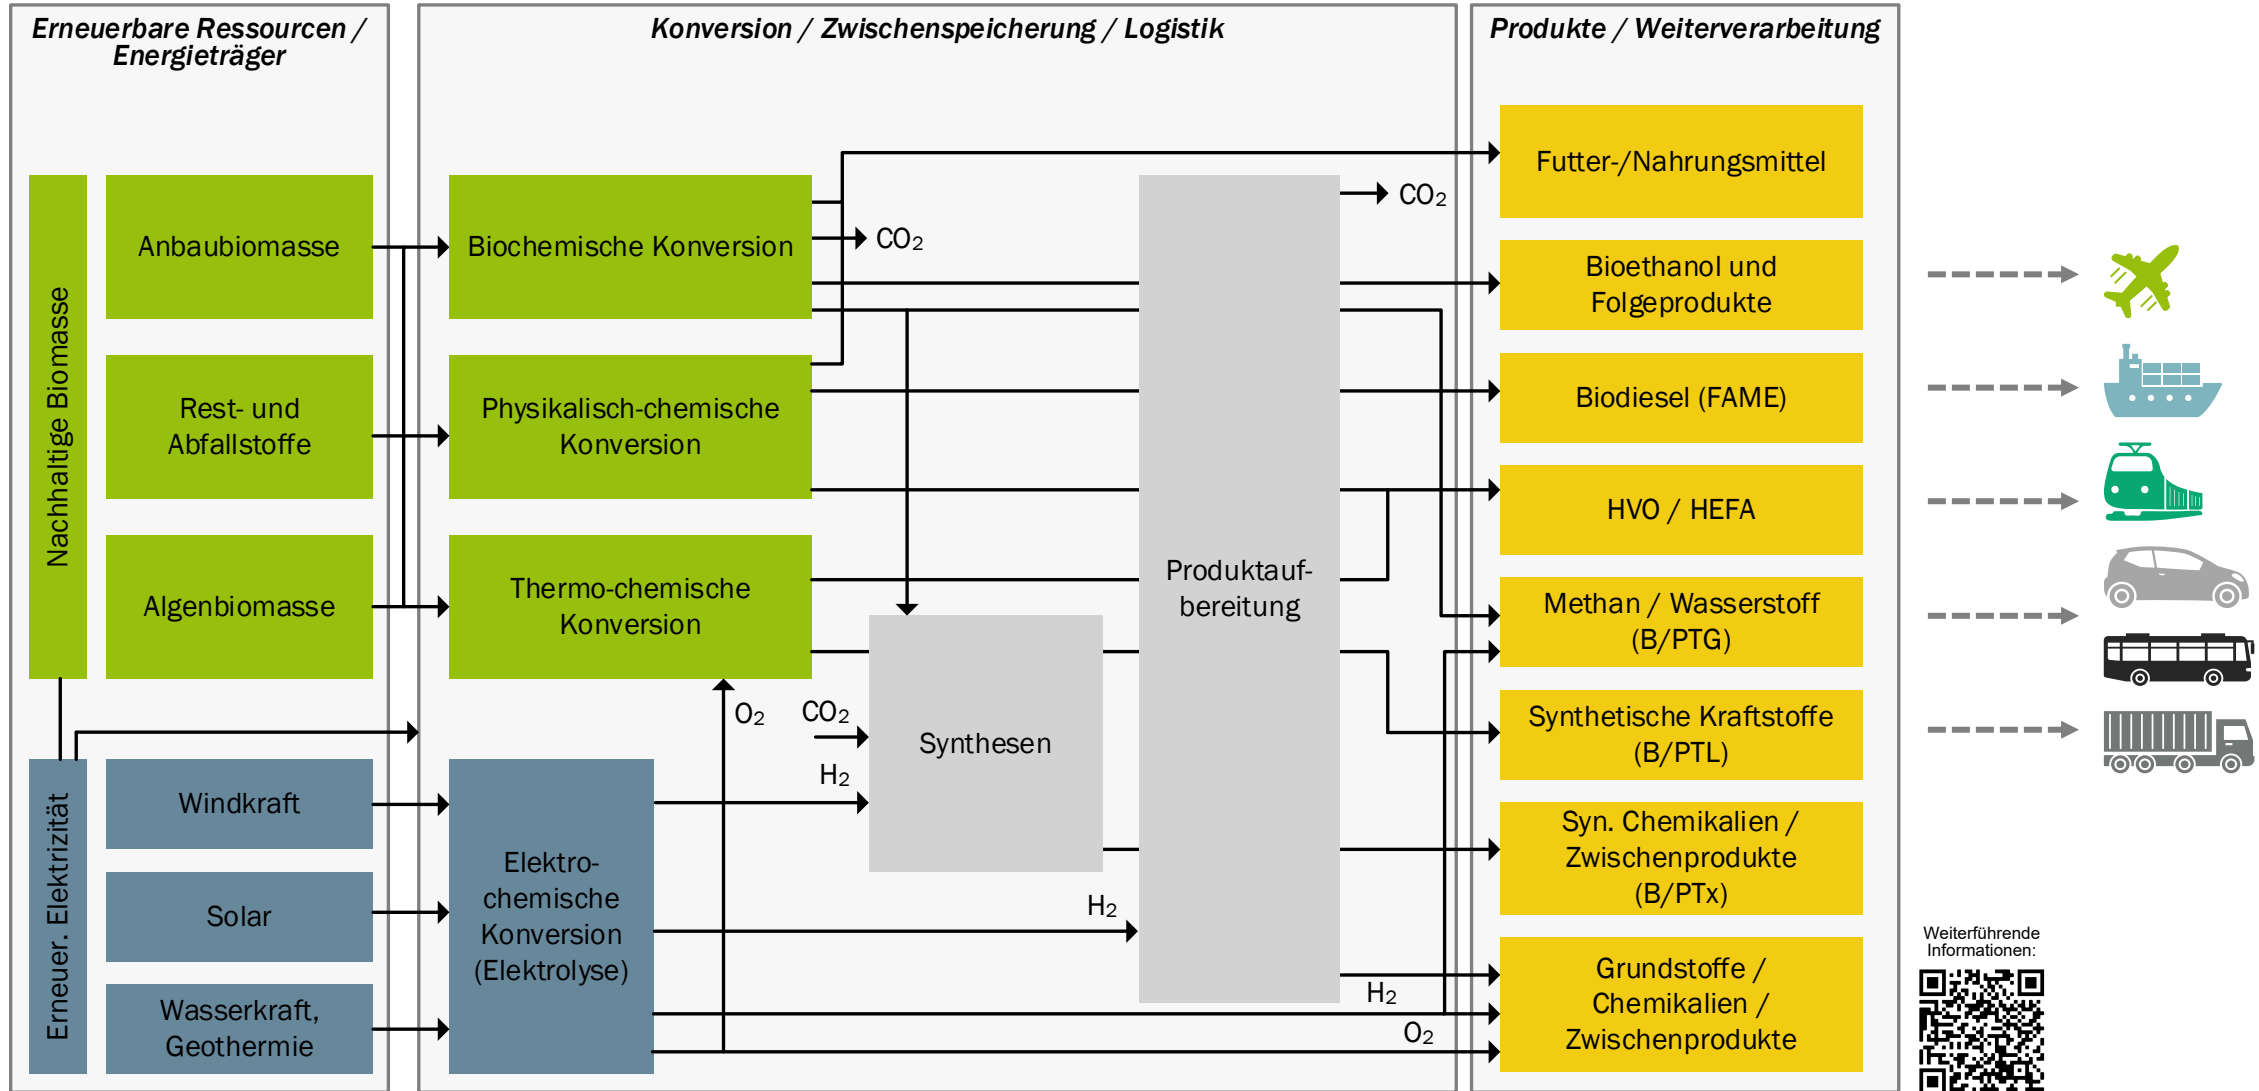 Erneuerbare Ressourcen /
Energieträger
Konversion / Zwischenspeicherung / Logistik
Produkte / Weiterverarbeitung
Nachhaltige Biomasse
Anbaubiomasse
Rest- und
Abfallstoffe
Algenbiomasse
Erneuer. Elektrizität
Windkraft
Solar
Wasserkraft,
Geothermie
Biochemische Konversion
Physikalisch-chemische
Konversion
Thermo-chemische
Konversion
Elektro-
chemische
Konversion
(Elektrolyse)
CO₂
O₂
CO₂
H₂
Synthesen
H₂
Produktauf-
bereitung
CO₂
H₂
O₂
Futter-/Nahrungsmittel
Bioethanol und
Folgeprodukte
Biodiesel (FAME)
HVO / HEFA
Methan / Wasserstoff
(B/PTG)
Synthetische Kraftstoffe
(B/PTL)
Syn. Chemikalien /
Zwischenprodukte
(B/PTx)
Grundstoffe /
Chemikalien /
Zwischenprodukte
Weiterführende
Informationen: